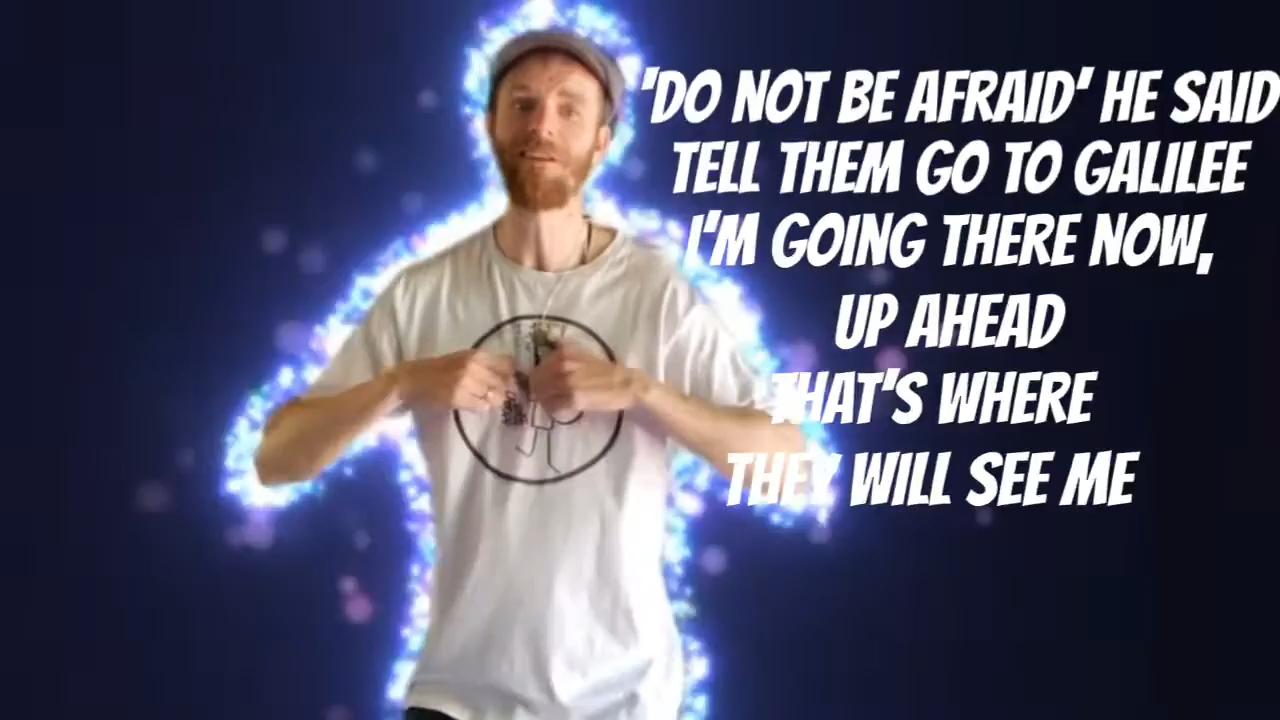 'DO NOT BE AFRAID' HE SAID
TELL THEM GO TO GALILEE
I'M GOING THERE NOW,
UP AHEAD
THAT'S WHERE
THEY WILL SEE ME